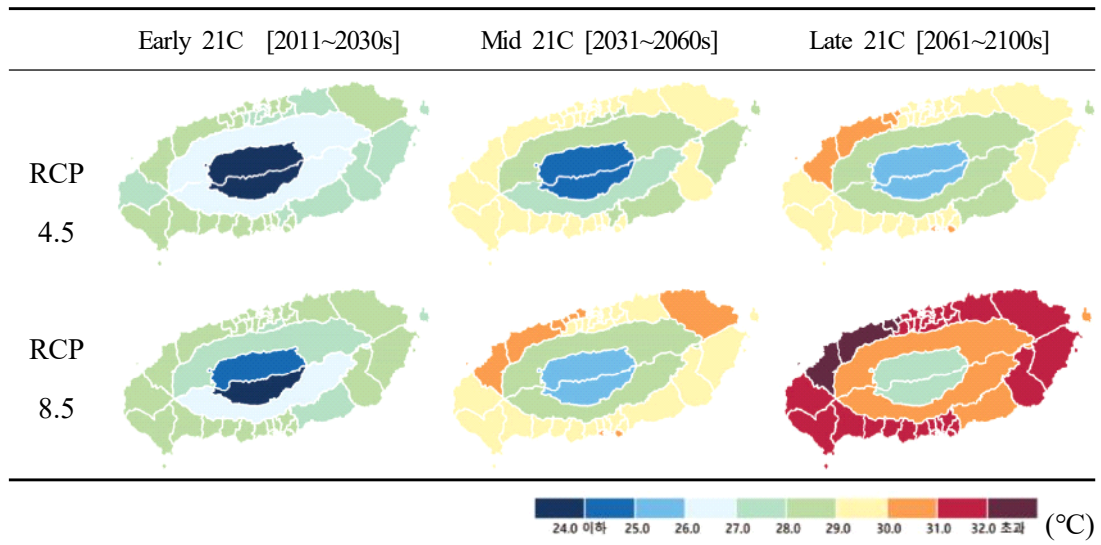 Early 21C [2011~2030s] Mid 21C [2031~2060s] Late 21C [2061~2100s]
RCP
4.5
RCP
8.5
24.0 이하 25.0 26.0 27.0 28.0 29.0 30.0 31.0 32.0 초과 (℃)